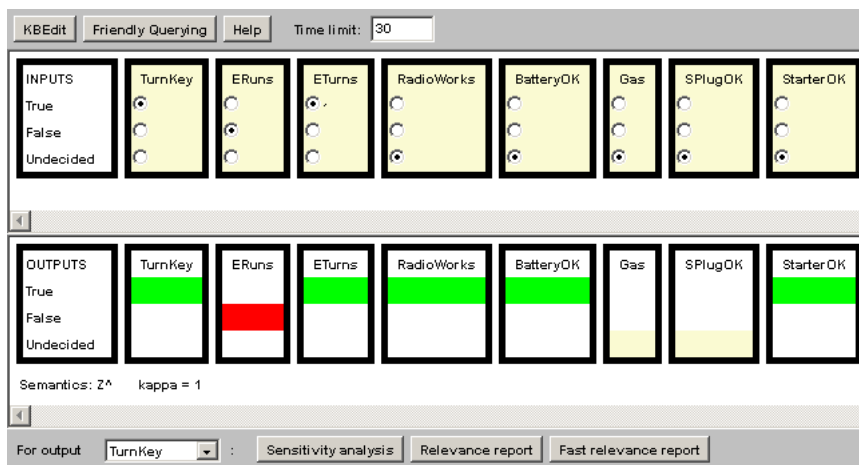 KBEdit Friendly Querying Help Time limit: 30
INPUTS TurnKey ERuns ETurns RadioWorks BatteryOK Gas SPlugOK StarterOK
True
False
Undecided
OUTPUTS TurnKey ERuns ETurns RadioWorks BatteryOK Gas SPlugOK StarterOK
True
False
Undecided
Semantics: Z^ kappa = 1
For output TurnKey : Sensitivity analysis Relevance report Fast relevance report